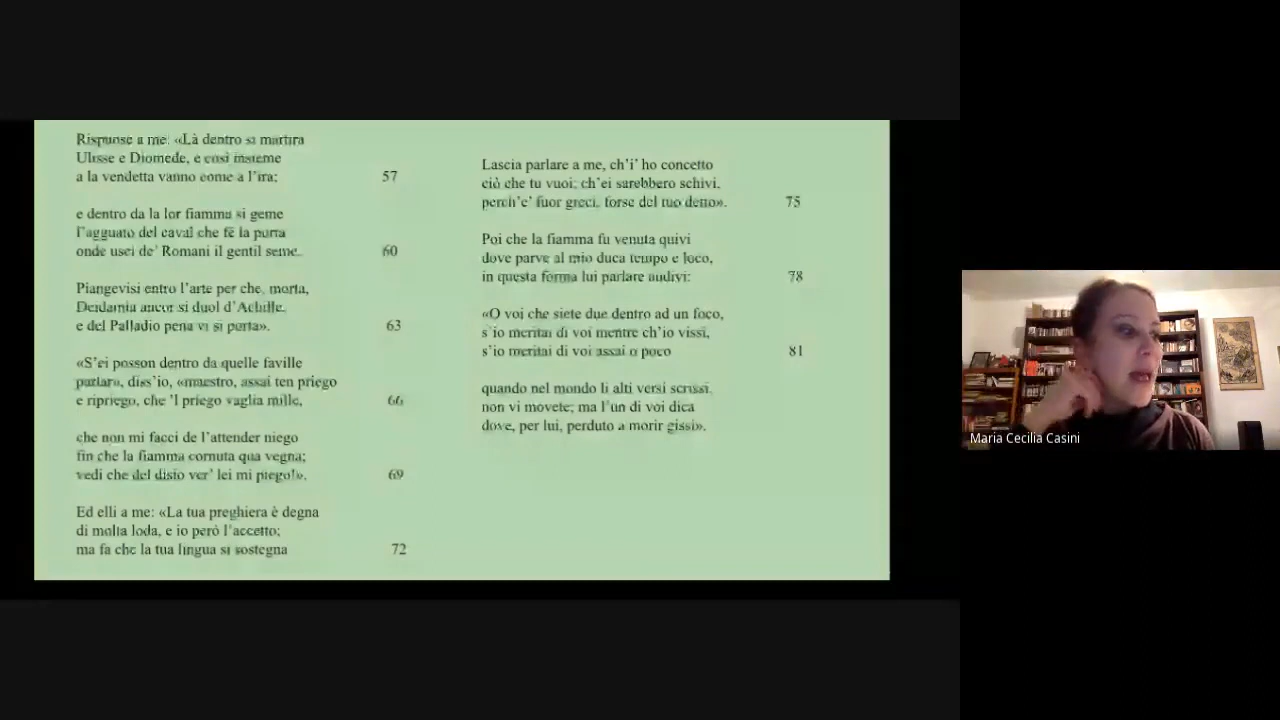 Rispuose a me: «Là dentro si martira
Ulisse e Diomede, e così insieme
a la vendetta vanno come a l'ira;
57
e dentro da la lor fiamma si geme
l'agguato del caval che fé la porta
onde uscì de' Romani il gentil seme.
60
Piangevisi entro l'arte per che, morta,
Deidamìa ancor si duol d'Achille,
e del Palladio pena vi si porta».
63
«S'ei posson dentro da quelle faville
parlar», diss'io, «maestro, assai ten priego
e ripriego, che 'l priego vaglia mille,
66
che non mi facci de l'attender niego
fin che la fiamma cornuta qua vegna;
vedi che del disio ver' lei mi piego!».
69
Ed elli a me: «La tua preghiera è degna
di molta loda, e io però l'accetto;
ma fa che la tua lingua si sostegna
72
Lascia parlare a me, ch'i' ho concetto
ciò che tu vuoi; ch'ei sarebbero schivi,
perch'e' fuor greci, forse del tuo detto».
75
Poi che la fiamma fu venuta quivi
dove parve al mio duca tempo e loco,
in questa forma lui parlare audivi:
78
«O voi che siete due dentro ad un foco,
s'io meritai di voi mentre ch'io vissi,
s'io meritai di voi assai o poco
81
quando nel mondo li alti versi scrissi,
non vi movete; ma l'un di voi dica
dove, per lui, perduto a morir gissi».
Maria Cecilia Casini